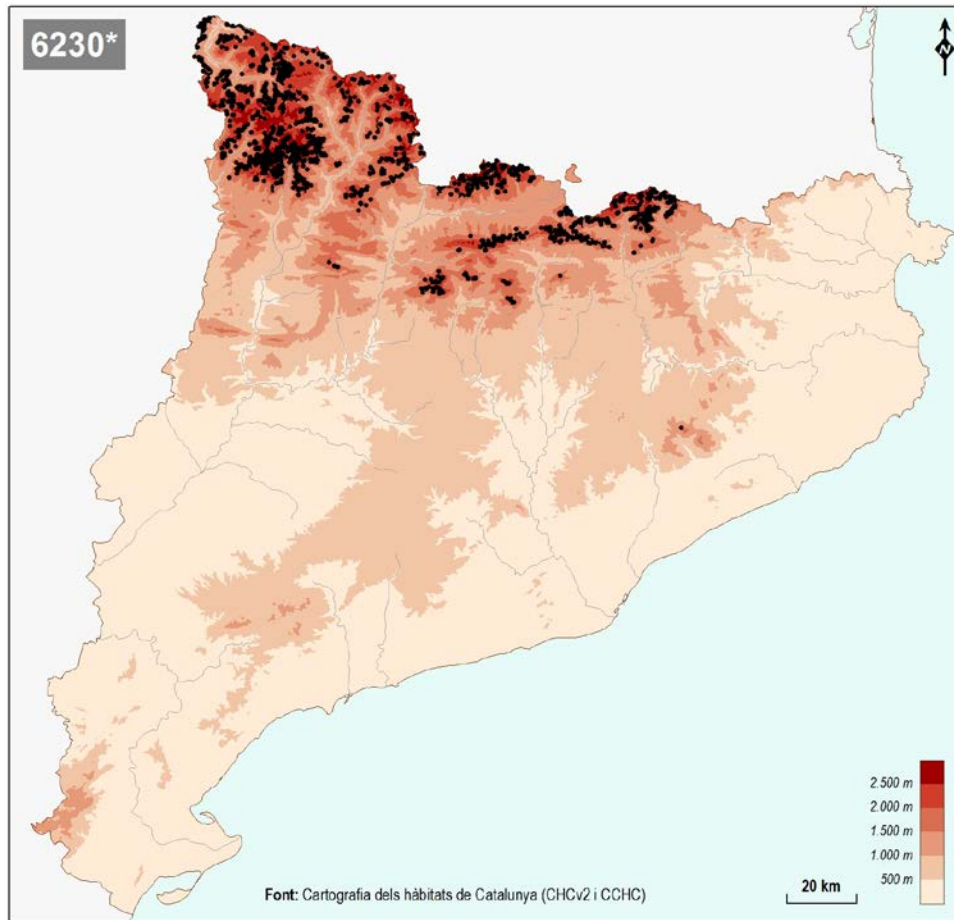 6230*
N
2.500 m
2.000 m
1.500 m
1.000 m
500 m
Font: Cartografia dels hàbitats de Catalunya (CHCv2 i CCHC)
20 km